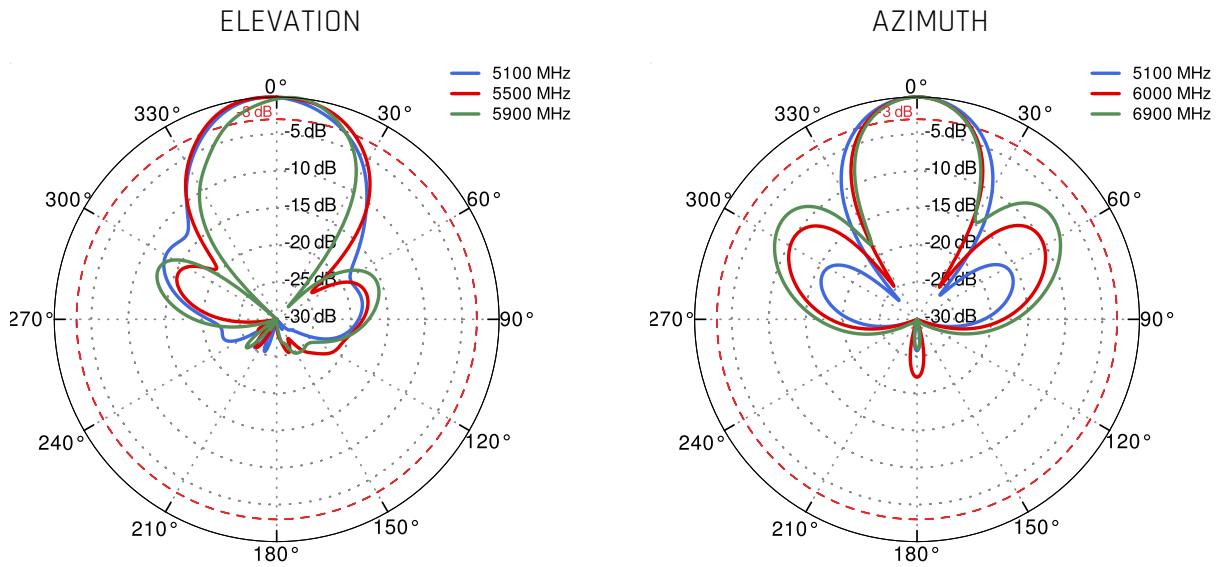 ELEVATION
5100 MHz
5500 MHz
5900 MHz
0°
330°
30°
-3 dB
-5 dB
-10 dB
300°
60°
-15 dB
-20 dB
-25 dB
270°
-30 dB
90°
240°
120°
210°
150°
180°
AZIMUTH
5100 MHz
6000 MHz
6900 MHz
0°
330°
30°
-3 dB
-5 dB
-10 dB
300°
60°
-15 dB
-20 dB
-25 dB
270°
-30 dB
90°
240°
120°
210°
150°
180°